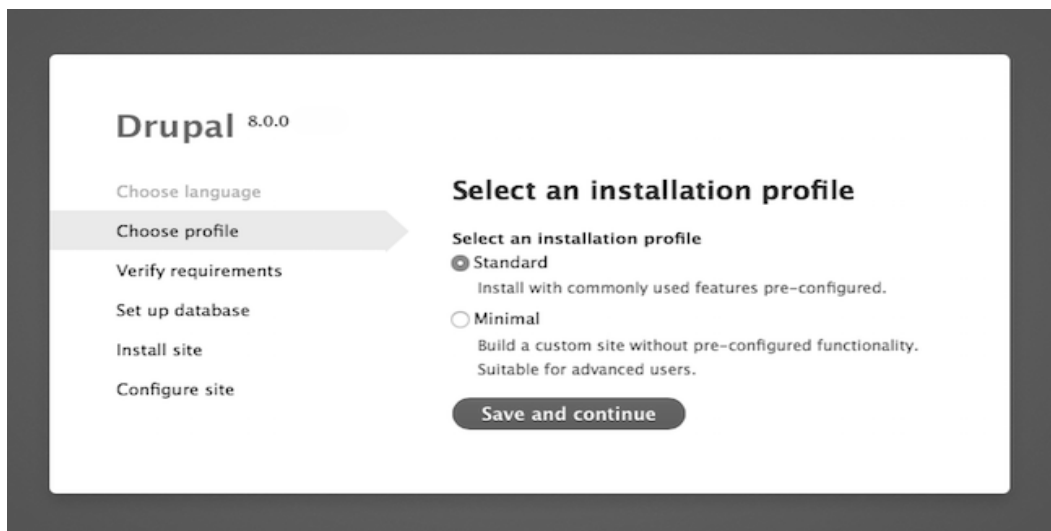 Drupal 8.0.0
Choose language
Choose profile
Verify requirements
Set up database
Install site
Configure site
Select an installation profile
Select an installation profile
Standard
Install with commonly used features pre-configured.
Minimal
Build a custom site without pre-configured functionality.
Suitable for advanced users.
Save and continue